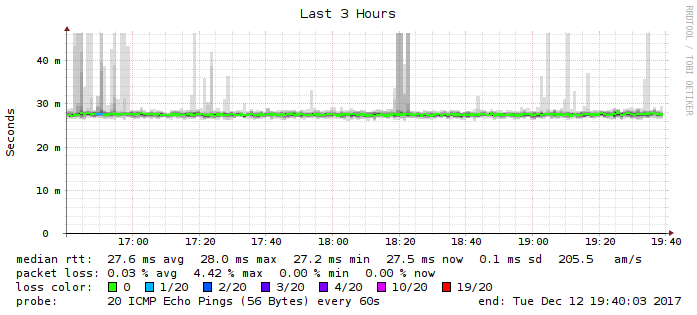 Last 3 Hours
RRDTOOL / TOBI OETIKER
Seconds
40 m
30 m
20 m
10 m
0
17:00 17:20 17:40 18:00 18:20 18:40 19:00 19:20 19:40
median rtt: 27.6 ms avg 28.0 ms max 27.2 ms min 27.5 ms now 0.1 ms sd 205.5 am/s
packet loss: 0.03 % avg 4.42 % max 0.00 % min 0.00 % now
loss color: 0 1/20 2/20 3/20 4/20 10/20 19/20
probe: 20 ICMP Echo Pings (56 Bytes) every 60s end: Tue Dec 12 19:40:03 2017